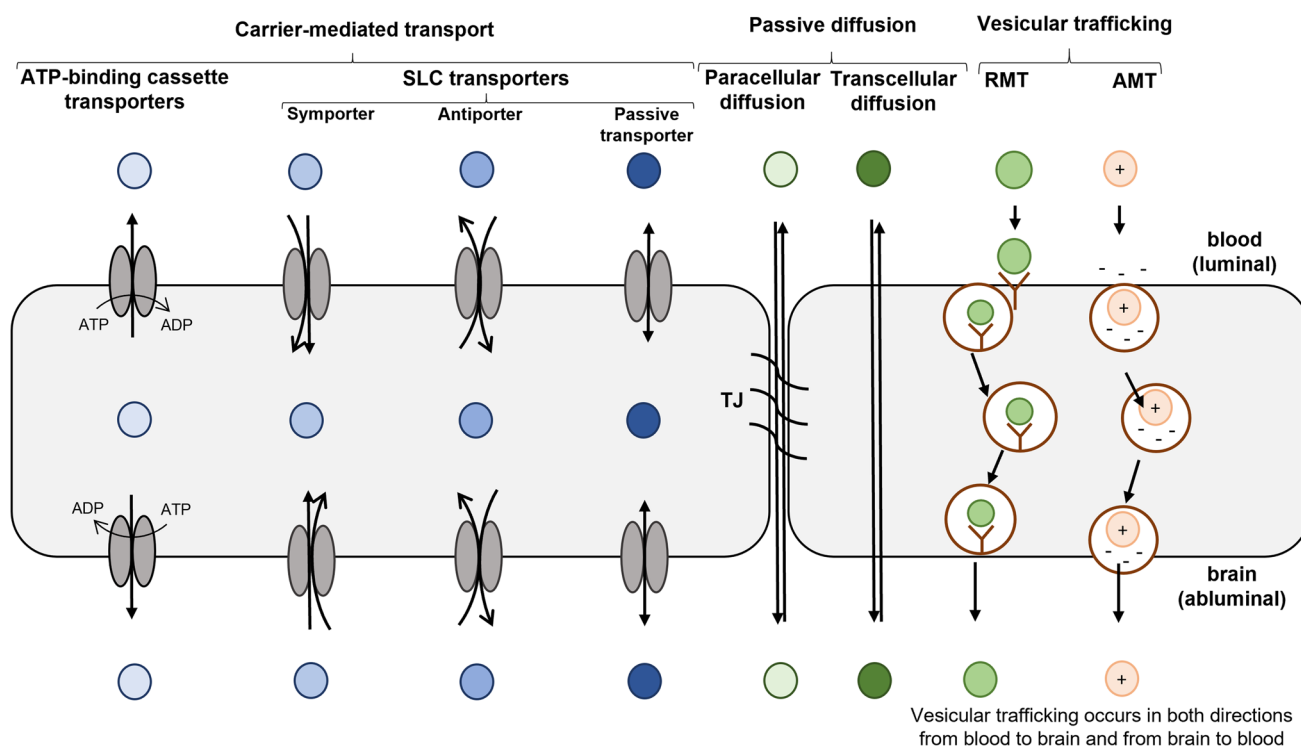 Carrier-mediated transport
Passive diffusion
Vesicular trafficking
ATP-binding cassette
transporters
SLC transporters
Paracellular
diffusion
Transcellular
diffusion
RMT
AMT
Symporter
Antiporter
Passive
transporter
+
blood
(luminal)
- - -
ATP
ADP
+
- - -
TJ
+
- - -
ADP
ATP
+
- - -
brain
(abluminal)
+
Vesicular trafficking occurs in both directions
from blood to brain and from brain to blood